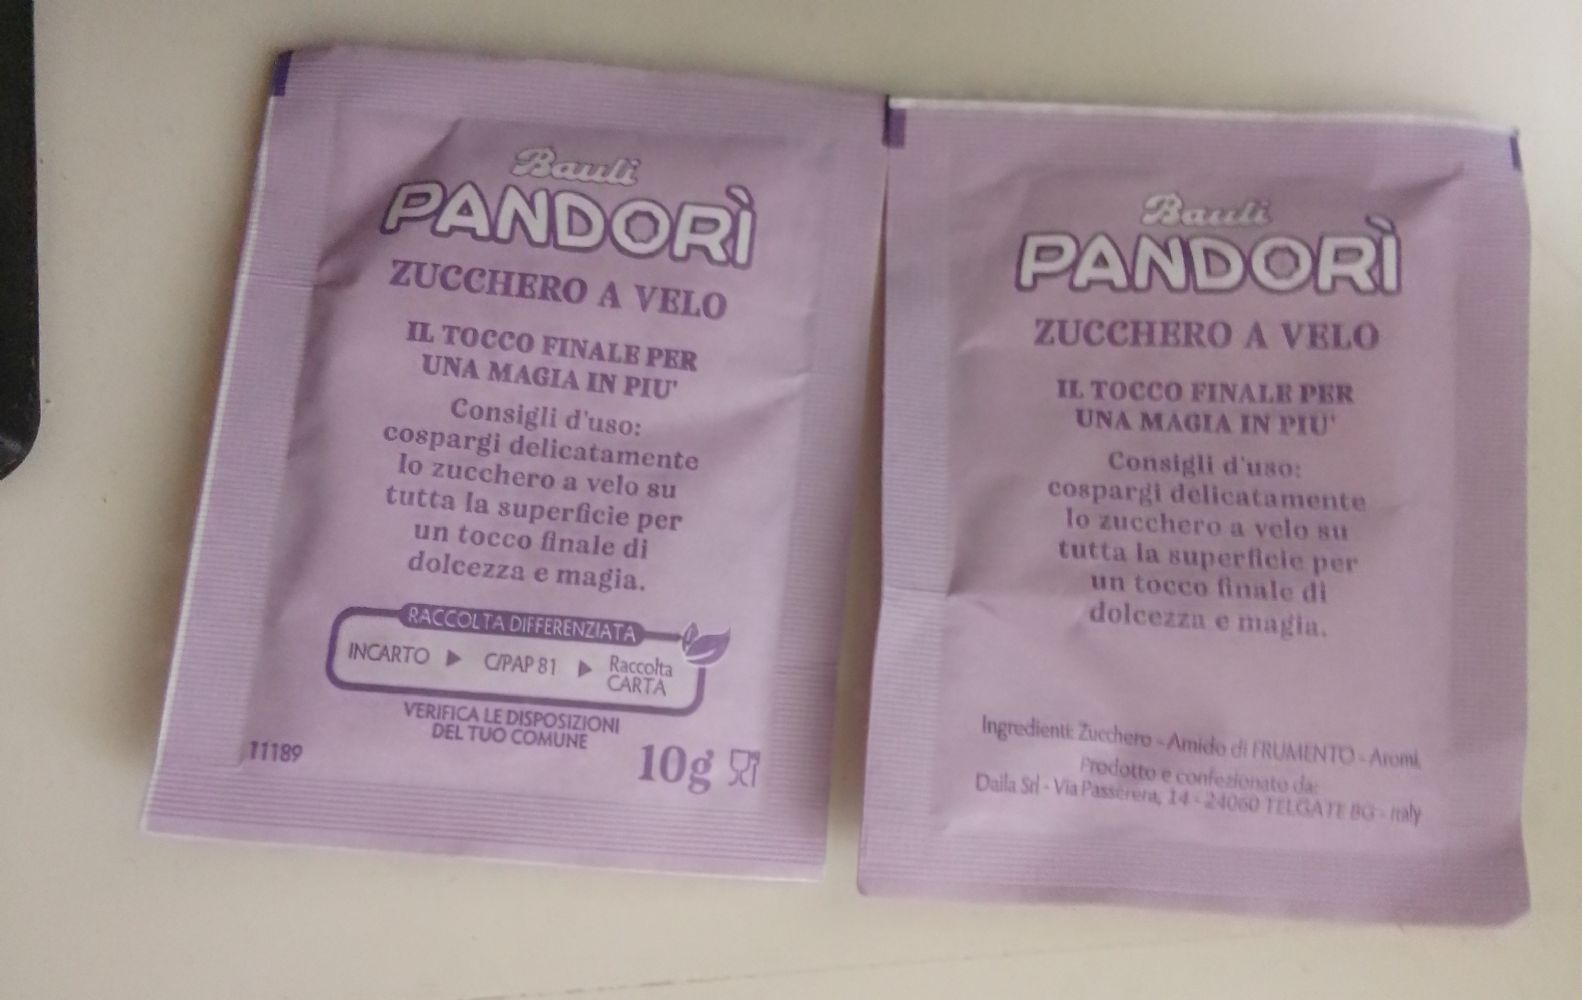 Bauli
PANDORÌ
ZUCCHERO A VELO
IL TOCCO FINALE PER
UNA MAGIA IN PIU'
Consigli d'uso:
cospargi delicatamente
lo zucchero a velo su
tutta la superficie per
un tocco finale di
dolcezza e magia.
RACCOLTA DIFFERENZIATA
INCARTO C/PAP 81 Raccolta
CARTA
VERIFICA LE DISPOSIZIONI
DEL TUO COMUNE
11189
10g
Bauli
PANDORÌ
ZUCCHERO A VELO
IL TOCCO FINALE PER
UNA MAGIA IN PIU'
Consigli d'uso:
cospargi delicatamente
lo zucchero a velo su
tutta la superficie per
un tocco finale di
dolcezza e magia.
Ingredienti: Zucchero - Amido di FRUMENTO - Aromi.
Prodotto e confezionato da:
Daila Srl - Via Passerera, 14 - 24060 TELGATE BG - Italy